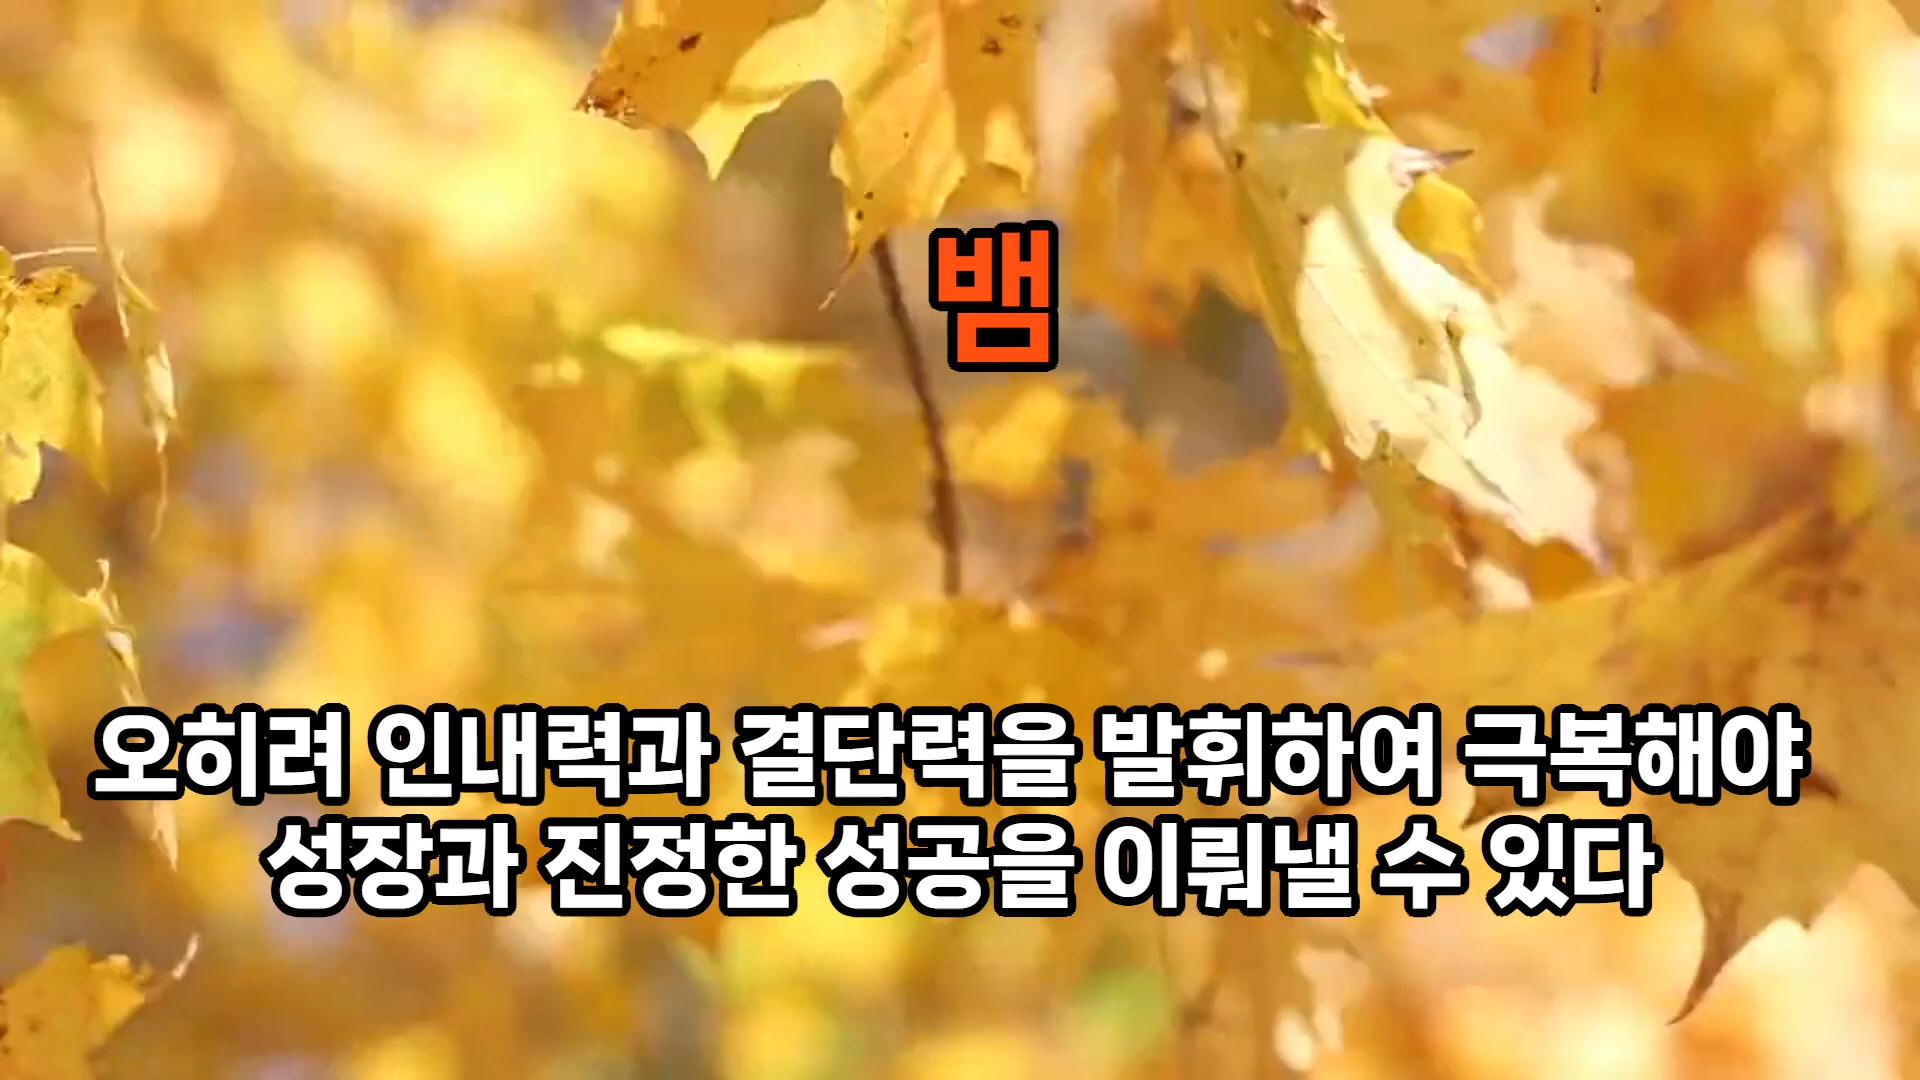 뱀
오히려 인내력과 결단력을 발휘하여 극복해야
성장과 진정한 성공을 이뤄낼 수 있다